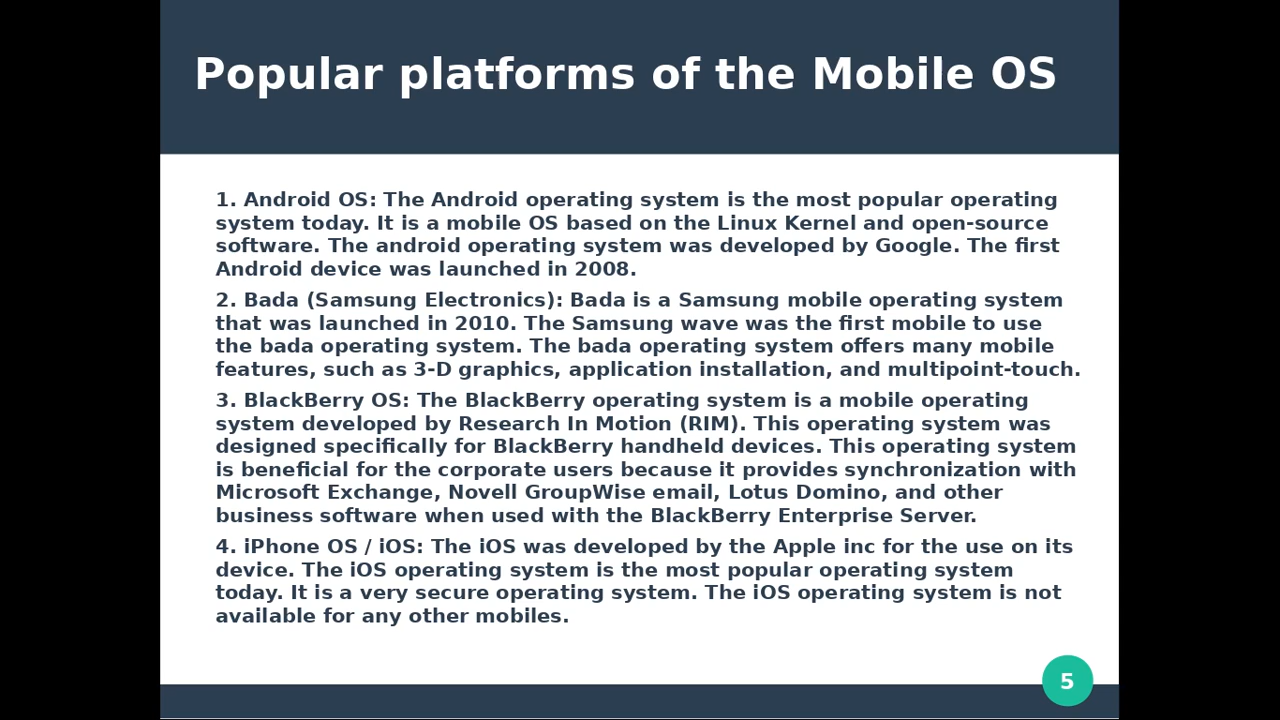 Popular platforms of the Mobile OS
1. Android OS: The Android operating system is the most popular operating
system today. It is a mobile OS based on the Linux Kernel and open-source
software. The android operating system was developed by Google. The first
Android device was launched in 2008.
2. Bada (Samsung Electronics): Bada is a Samsung mobile operating system
that was launched in 2010. The Samsung wave was the first mobile to use
the bada operating system. The bada operating system offers many mobile
features, such as 3-D graphics, application installation, and multipoint-touch.
3. BlackBerry OS: The BlackBerry operating system is a mobile operating
system developed by Research In Motion (RIM). This operating system was
designed specifically for BlackBerry handheld devices. This operating system
is beneficial for the corporate users because it provides synchronization with
Microsoft Exchange, Novell GroupWise email, Lotus Domino, and other
business software when used with the BlackBerry Enterprise Server.
4. iPhone OS / iOS: The iOS was developed by the Apple inc for the use on its
device. The iOS operating system is the most popular operating system
today. It is a very secure operating system. The iOS operating system is not
available for any other mobiles.
5